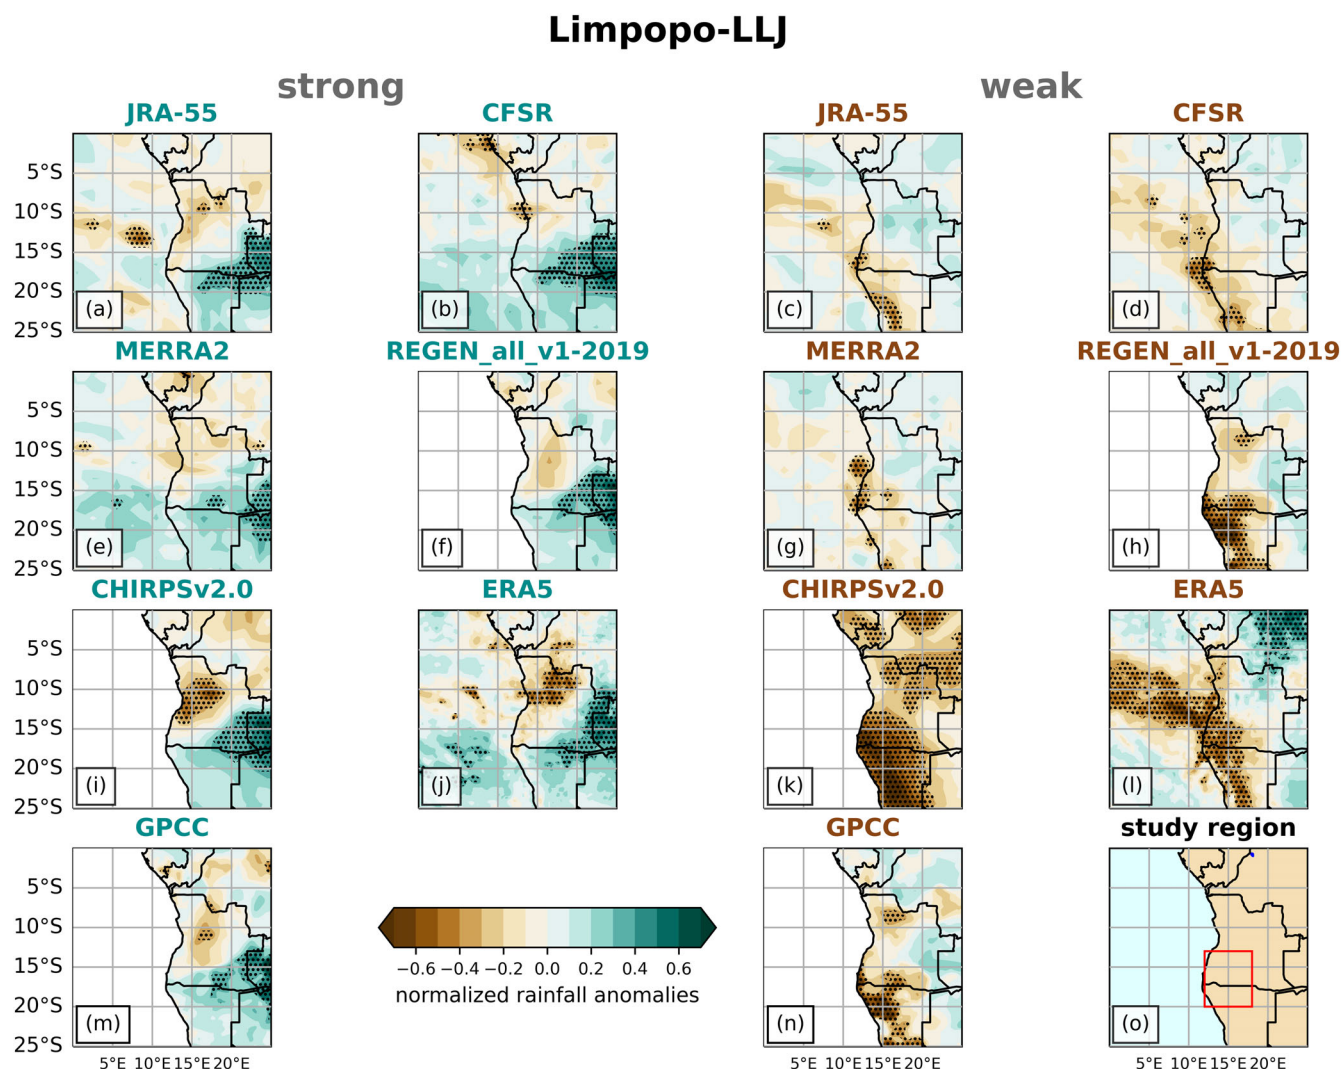 Limpopo-LLJ
strong weak
JRA-55 CFSR JRA-55 CFSR
5°S
10°S
15°S
20°S
25°S
(a) (b) (c) (d)
MERRA2 REGEN_all_v1-2019 MERRA2 REGEN_all_v1-2019
5°S
10°S
15°S
20°S
25°S
(e) (f) (g) (h)
CHIRPSv2.0 ERA5 CHIRPSv2.0 ERA5
5°S
10°S
15°S
20°S
25°S
(i) (j) (k) (l)
GPCC GPCC study region
5°S
10°S
15°S
20°S
25°S
(m) (n) (o)
−0.6 −0.4 −0.2 0.0 0.2 0.4 0.6
normalized rainfall anomalies
5°E 10°E 15°E 20°E 5°E 10°E 15°E 20°E 5°E 10°E 15°E 20°E